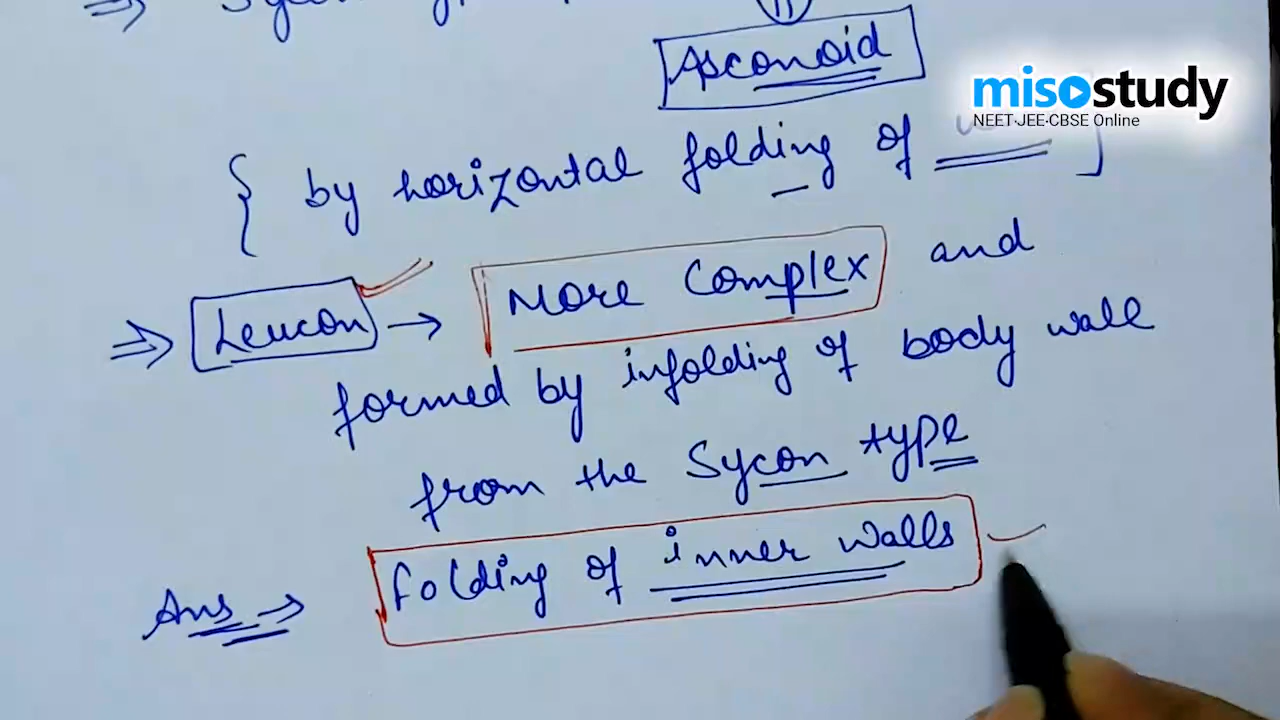 ⇒ Sycon
Asconoid
misostudy
NEET·JEE·CBSE Online
{ by horizontal folding of ]
⇒ Leucon → More Complex and
formed by infolding of body wall
from the Sycon type
Ans → folding of inner walls